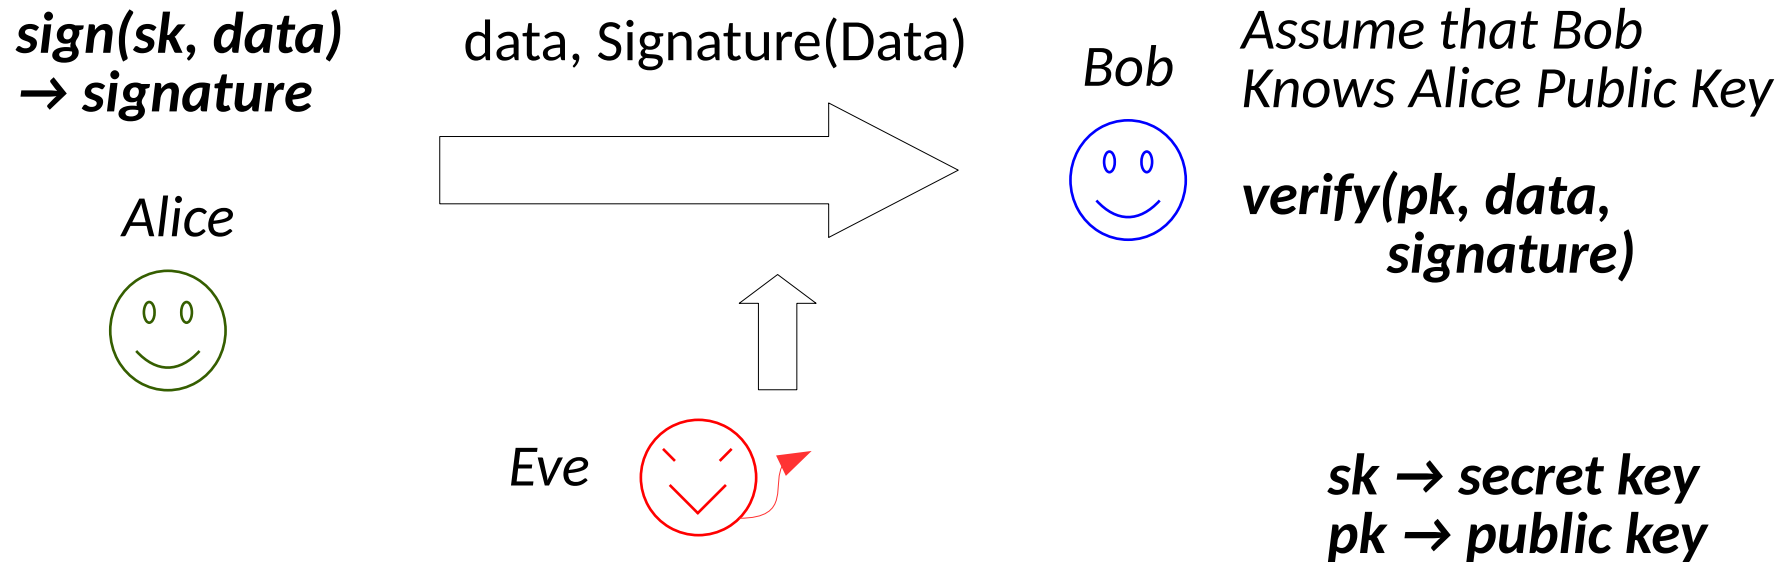 sign(sk, data)
→ signature
data, Signature(Data)
Bob
Assume that Bob
Knows Alice Public Key
verify(pk, data,
signature)
Alice
Eve
sk → secret key
pk → public key